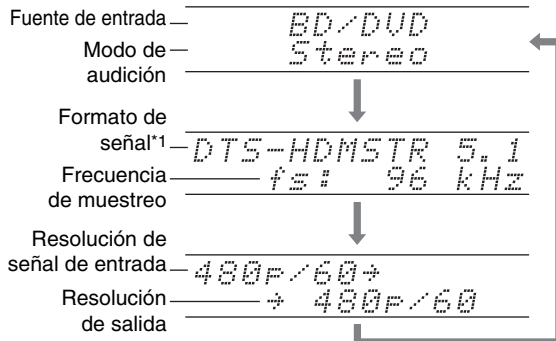 Fuente de entrada
BD/DVD
Modo de
audición
Stereo
Formato de
señal*1
DTS-HDMSTR 5.1
Frecuencia
de muestreo
fs: 96 kHz
Resolución de
señal de entrada
480p/60→
Resolución
de salida
→ 480p/60